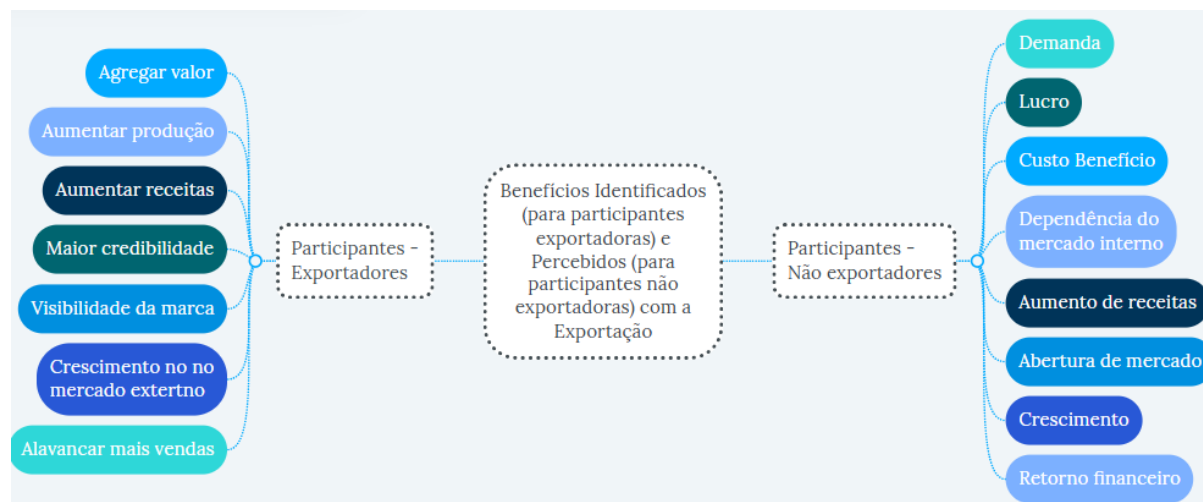 Agregar valor
Aumentar produção
Aumentar receitas
Maior credibilidade
Visibilidade da marca
Crescimento no no
mercado extertno
Alavancar mais vendas
Participantes -
Exportadores
Benefícios Identificados
(para participantes
exportadoras) e
Percebidos (para
participantes não
exportadoras) com a
Exportação
Participantes -
Não exportadores
Demanda
Lucro
Custo Benefício
Dependência do
mercado interno
Aumento de receitas
Abertura de mercado
Crescimento
Retorno financeiro